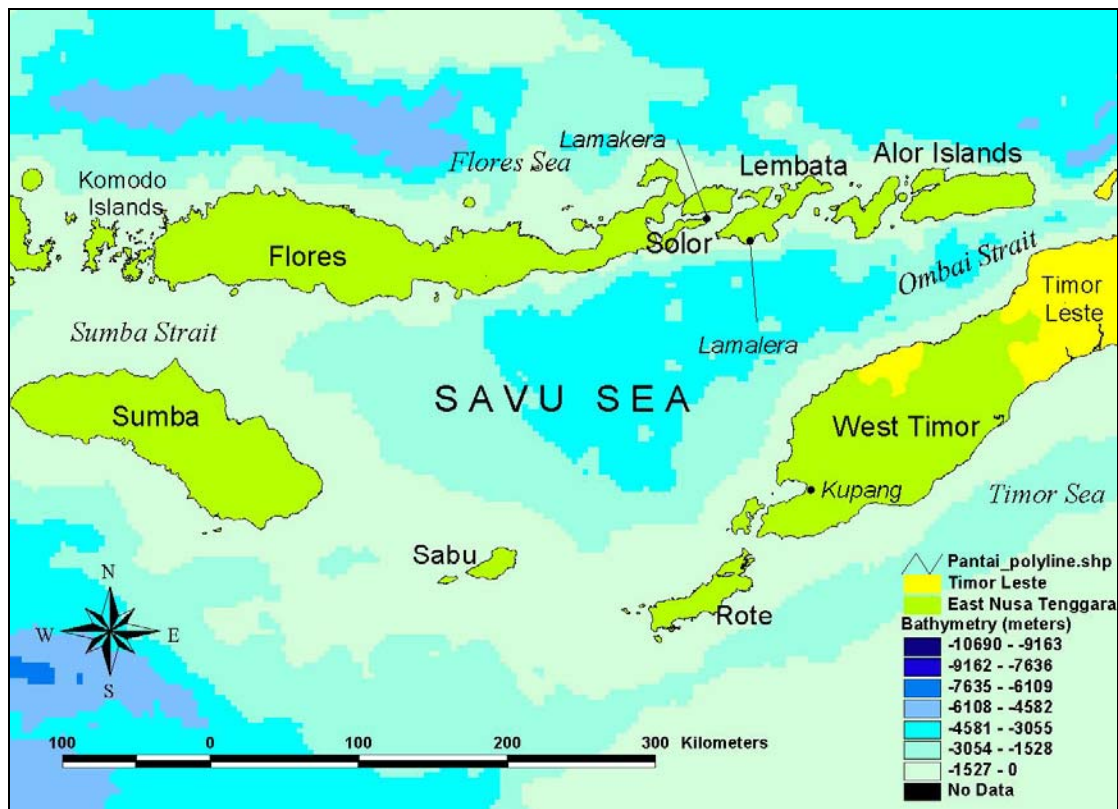 Lamakera
Flores Sea
Lembata
Alor Islands
Komodo
Islands
Flores
Solor
Ombai Strait
Timor
Leste
Sumba Strait
Lamalera
SAVU SEA
Sumba
West Timor
Kupang
Timor Sea
Sabu
Rote
N
W
E
S
Pantai_polyline.shp
Timor Leste
East Nusa Tenggara
Bathymetry (meters)
-10690 - -9163
-9162 - -7636
-7635 - -6109
-6108 - -4582
-4581 - -3055
-3054 - -1528
-1527 - 0
No Data
100 0 100 200 300 Kilometers